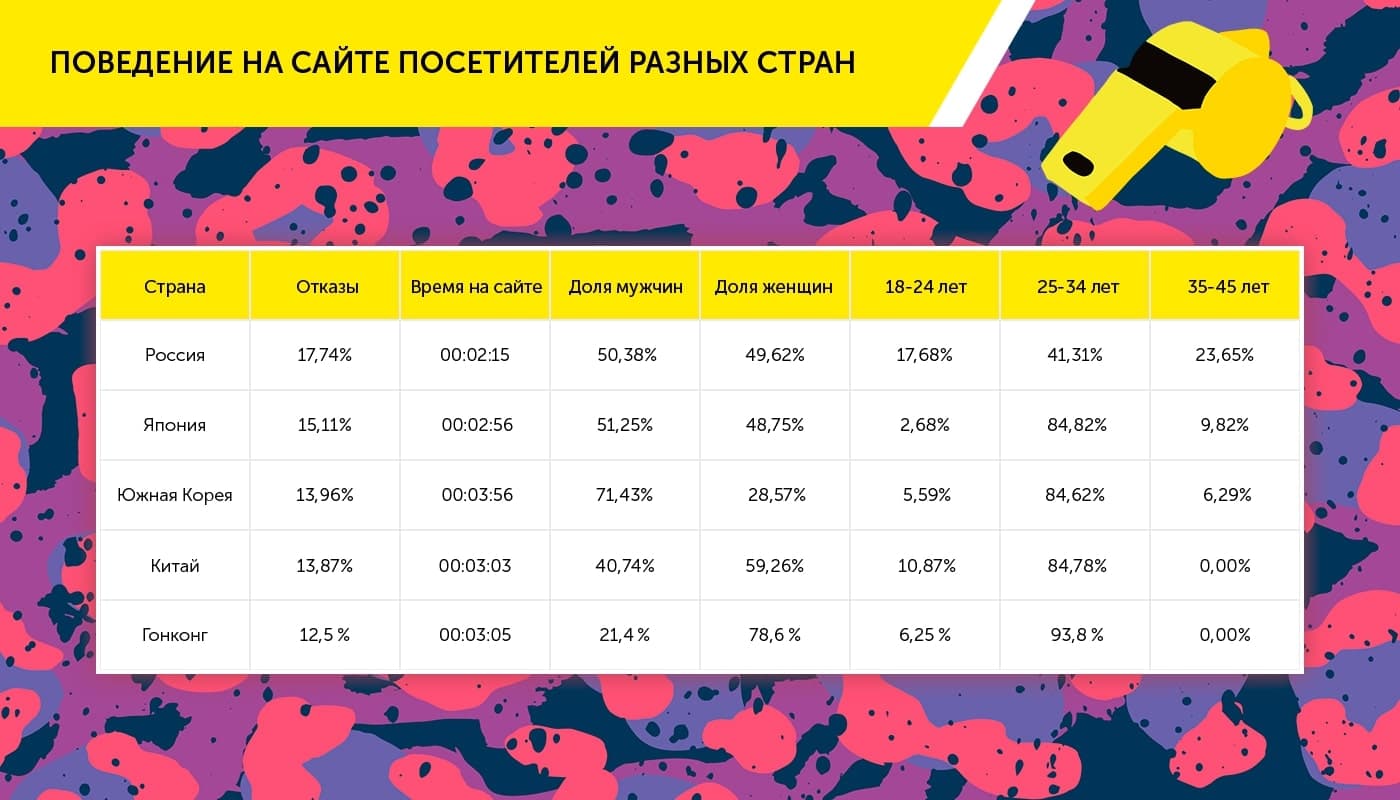 ПОВЕДЕНИЕ НА САЙТЕ ПОСЕТИТЕЛЕЙ РАЗНЫХ СТРАН
Страна Отказы Время на сайте Доля мужчин Доля женщин 18-24 лет 25-34 лет 35-45 лет
Россия 17,74% 00:02:15 50,38% 49,62% 17,68% 41,31% 23,65%
Япония 15,11% 00:02:56 51,25% 48,75% 2,68% 84,82% 9,82%
Южная Корея 13,96% 00:03:56 71,43% 28,57% 5,59% 84,62% 6,29%
Китай 13,87% 00:03:03 40,74% 59,26% 10,87% 84,78% 0,00%
Гонконг 12,5 % 00:03:05 21,4 % 78,6 % 6,25 % 93,8 % 0,00%